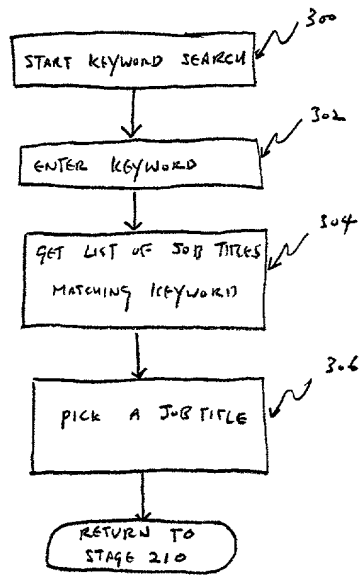 300
START KEYWORD SEARCH
302
ENTER KEYWORD
304
GET LIST OF JOB TITLES
MATCHING KEYWORD
306
PICK A JOB TITLE
RETURN TO
STAGE 210